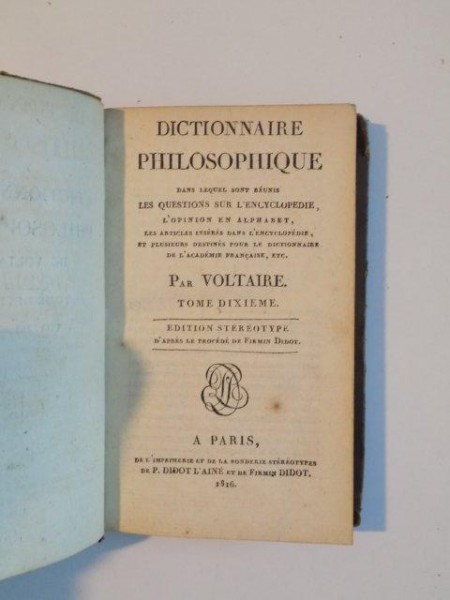 DICTIONNAIRE
PHILOSOPHIQUE
DANS LEQUEL SONT RÉUNIS
LES QUESTIONS SUR L'ENCYCLOPÉDIE,
L'OPINION EN ALPHABET,
LES ARTICLES INSÉRÉS DANS L'ENCYCLOPÉDIE,
ET PLUSIEURS DESTINÉS POUR LE DICTIONNAIRE
DE L'ACADÉMIE FRANÇAISE, ETC.
PAR VOLTAIRE.
TOME DIXIEME.
EDITION STEREOTYPE
D'APRÈS LE PROCÉDÉ DE FIRMIN DIDOT.
A PARIS,
DE L'IMPRIMERIE ET DE LA FONDERIE STÉRÉOTYPES
DE P. DIDOT L'AINÉ ET DE FIRMIN DIDOT.
1816.